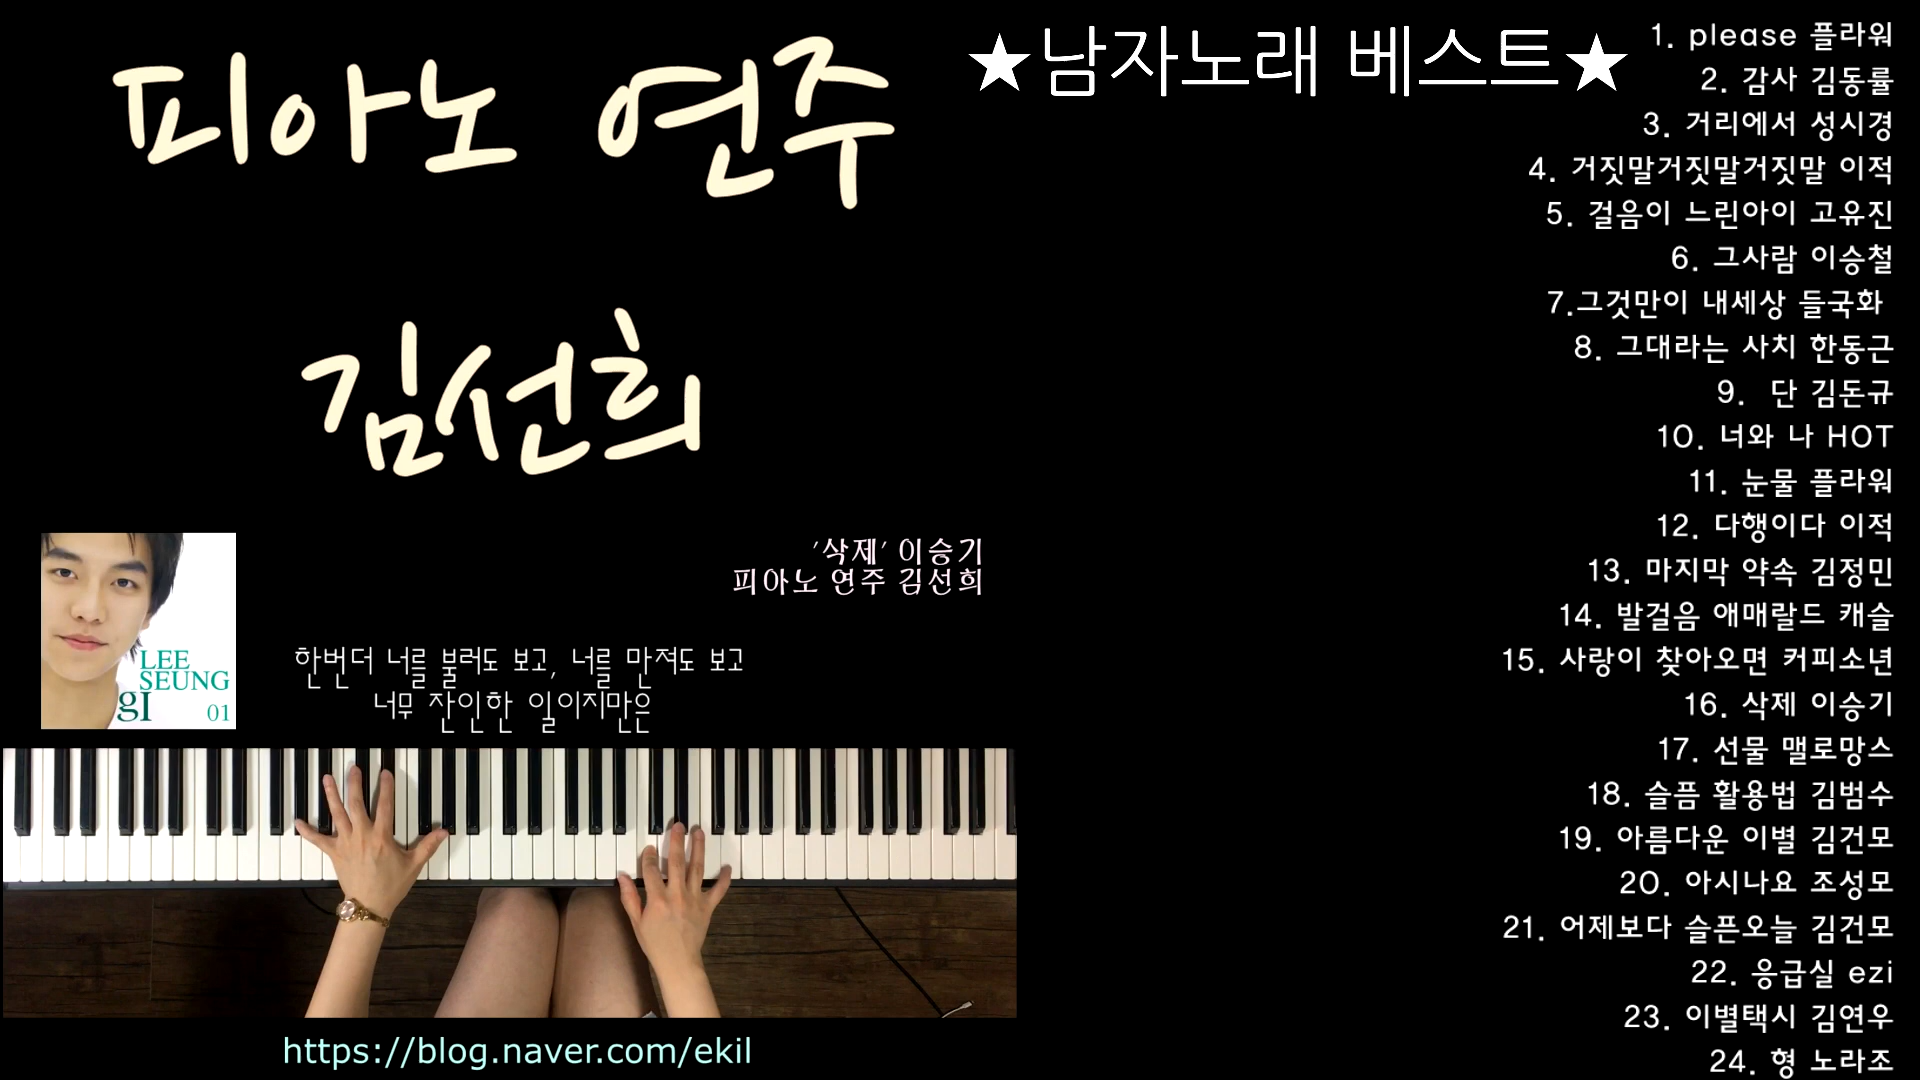 피아노 연주
김선희
★남자노래 베스트★
1. please 플라워
2. 감사 김동률
3. 거리에서 성시경
4. 거짓말거짓말거짓말 이적
5. 걸음이 느린아이 고유진
6. 그사람 이승철
7.그것만이 내세상 들국화
8. 그대라는 사치 한동근
9. 단 김돈규
10. 너와 나 HOT
11. 눈물 플라워
12. 다행이다 이적
13. 마지막 약속 김정민
14. 발걸음 애매랄드 캐슬
15. 사랑이 찾아오면 커피소년
16. 삭제 이승기
17. 선물 맬로망스
18. 슬픔 활용법 김범수
19. 아름다운 이별 김건모
20. 아시나요 조성모
21. 어제보다 슬픈오늘 김건모
22. 응급실 ezi
23. 이별택시 김연우
24. 형 노라조
'삭제' 이승기
피아노 연주 김선희
LEE
SEUNG
gI 01
한번더 너를 불러도 보고, 너를 만져도 보고
너무 잔인한 일이지만은
https://blog.naver.com/ekil